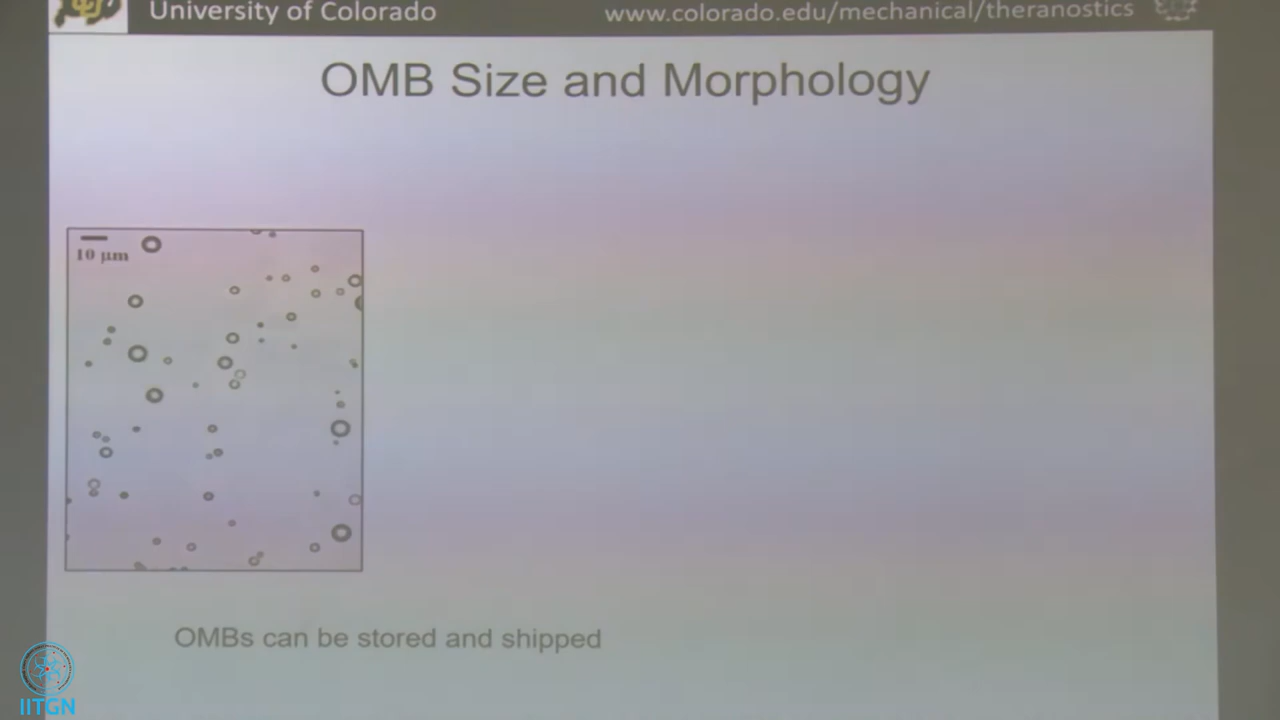 University of Colorado
www.colorado.edu/mechanical/theranostics
OMB Size and Morphology
10 μm
OMBs can be stored and shipped
IITGN